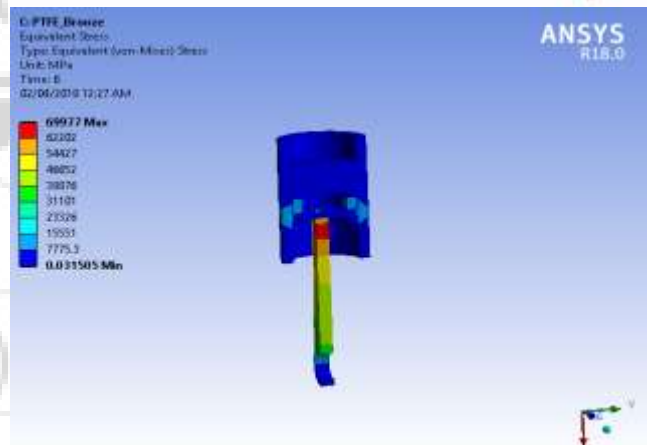 C: PTFE_Bronze
Equivalent Stress
Type: Equivalent (von-Mises) Stress
Unit: MPa
Time: 6
02/06/2018 12:27 AM
ANSYS
R18.0
69977 Max
62202
54427
46652
38876
31101
23326
15551
7775.3
0.031505 Min
Y